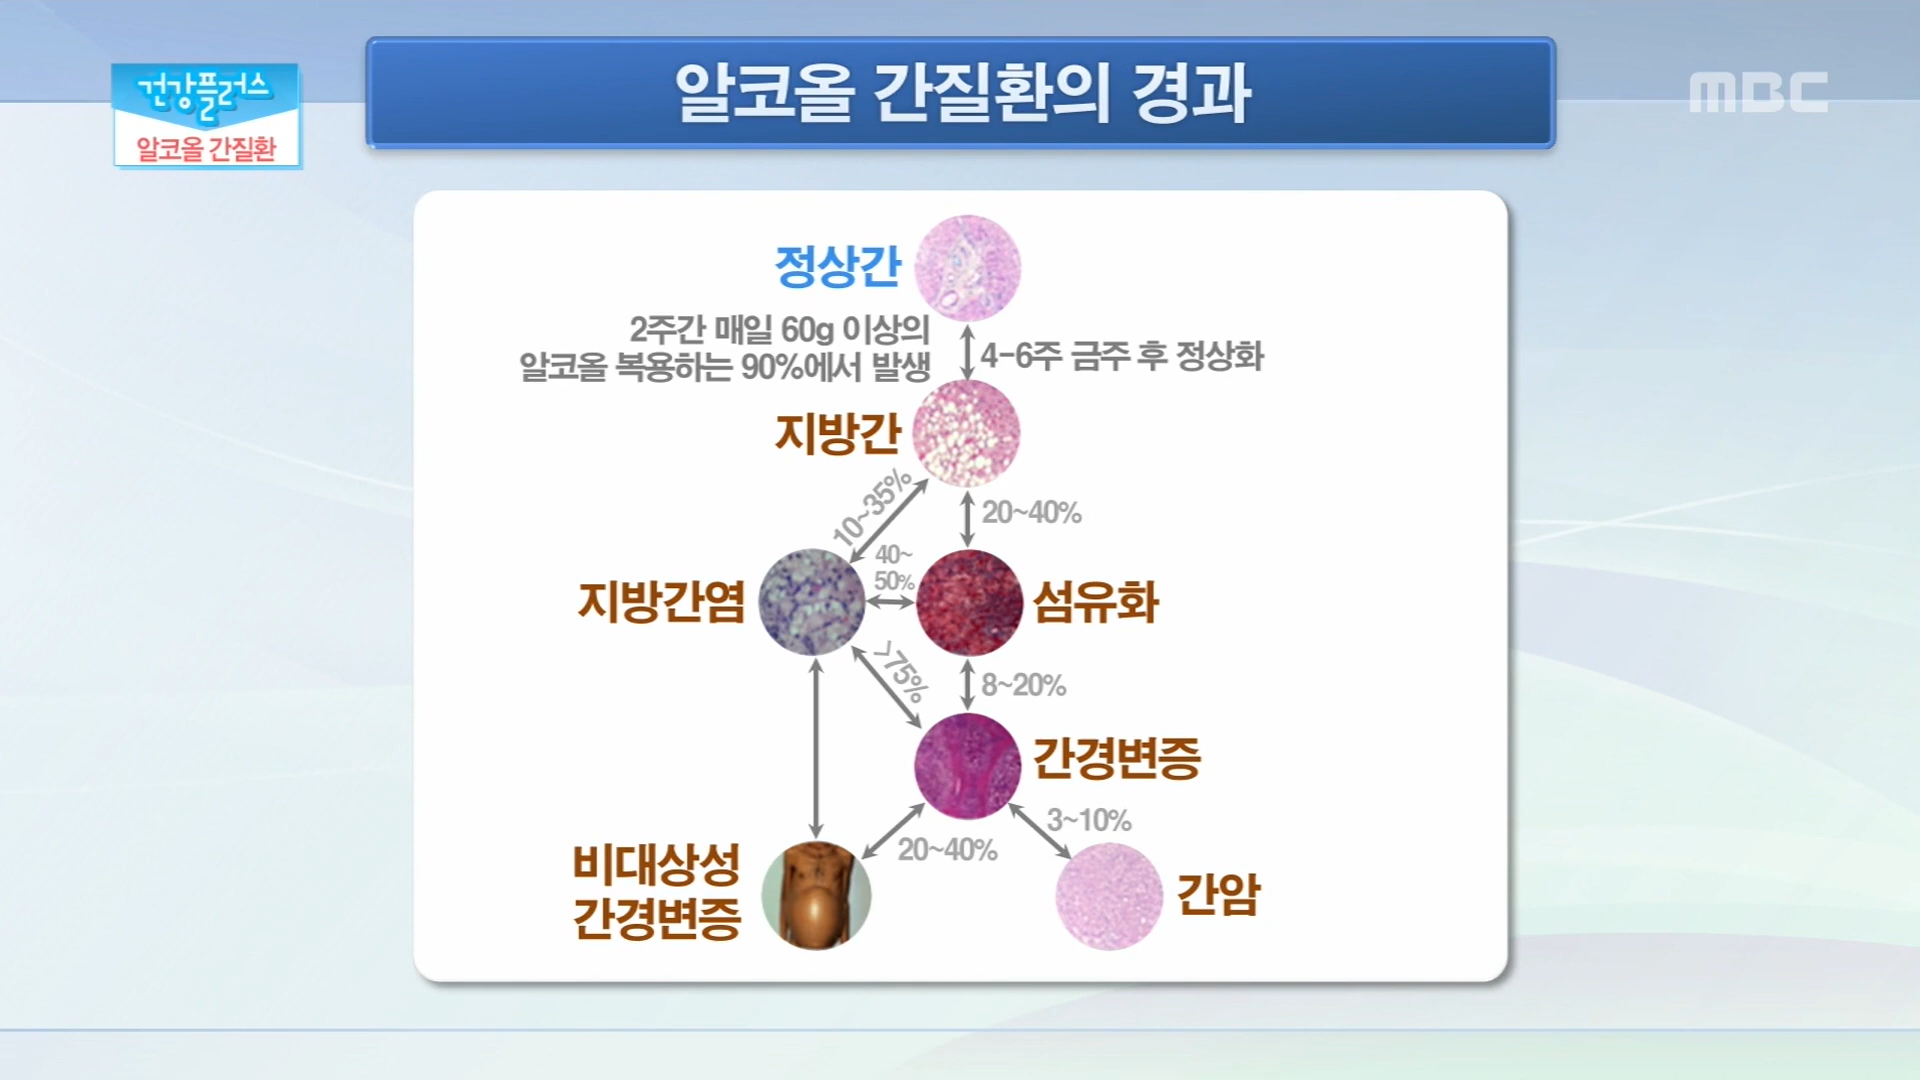 건강플러스
알코올 간질환
알코올 간질환의 경과
MBC
정상간
2주간 매일 60g 이상의
알코올 복용하는 90%에서 발생
4-6주 금주 후 정상화
지방간
10~35%
20~40%
40~
50%
지방간염
섬유화
>75%
8~20%
간경변증
3~10%
20~40%
비대상성
간경변증
간암